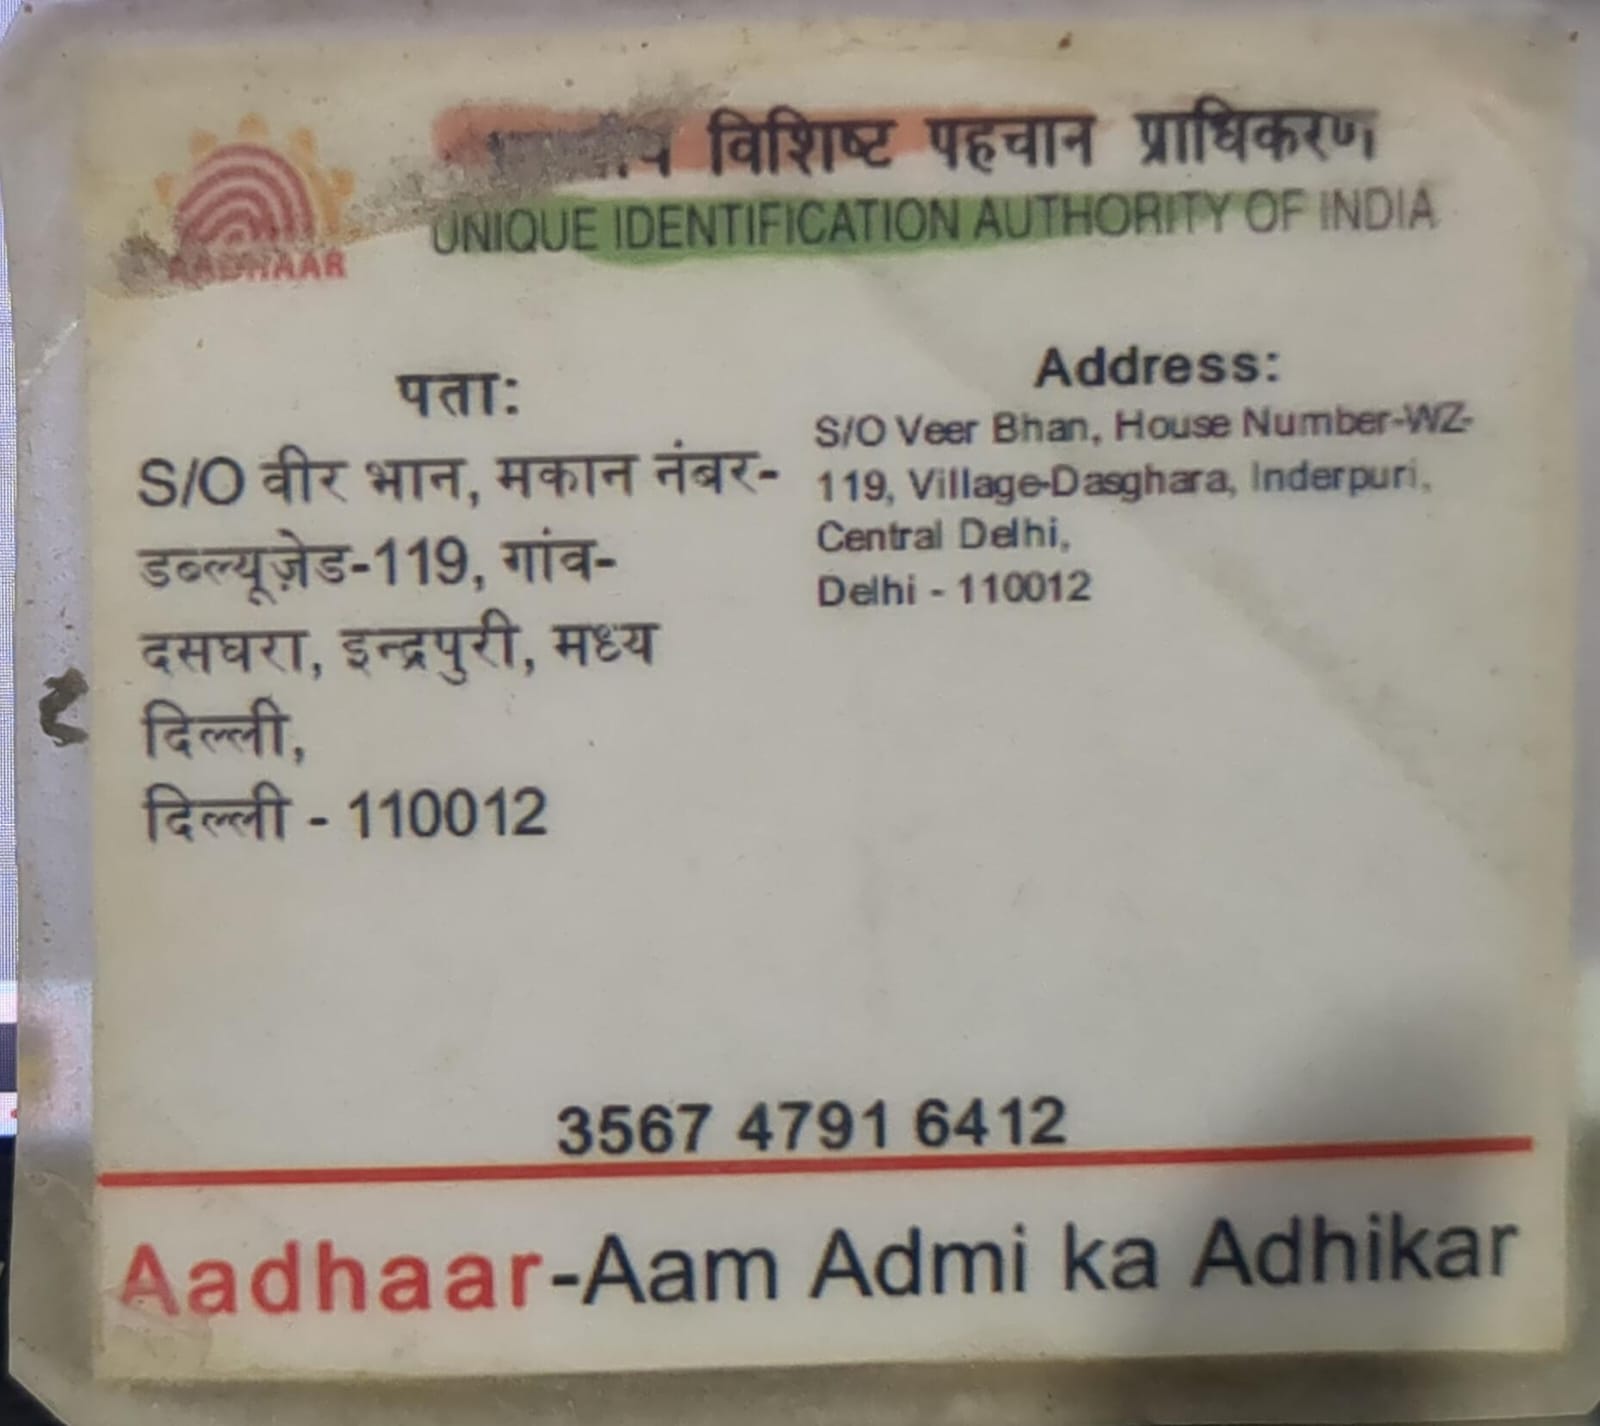 विशिष्ट पहचान प्राधिकरण
AADHAAR
UNIQUE IDENTIFICATION AUTHORITY OF INDIA
पता:
S/O वीर भान, मकान नंबर-
डब्ल्यूज़ेड-119, गांव-
दसघरा, इन्द्रपुरी, मध्य
दिल्ली,
दिल्ली - 110012
Address:
S/O Veer Bhan, House Number-WZ-
119, Village-Dasghara, Inderpuri,
Central Delhi,
Delhi - 110012
3567 4791 6412
Aadhaar-Aam Admi ka Adhikar